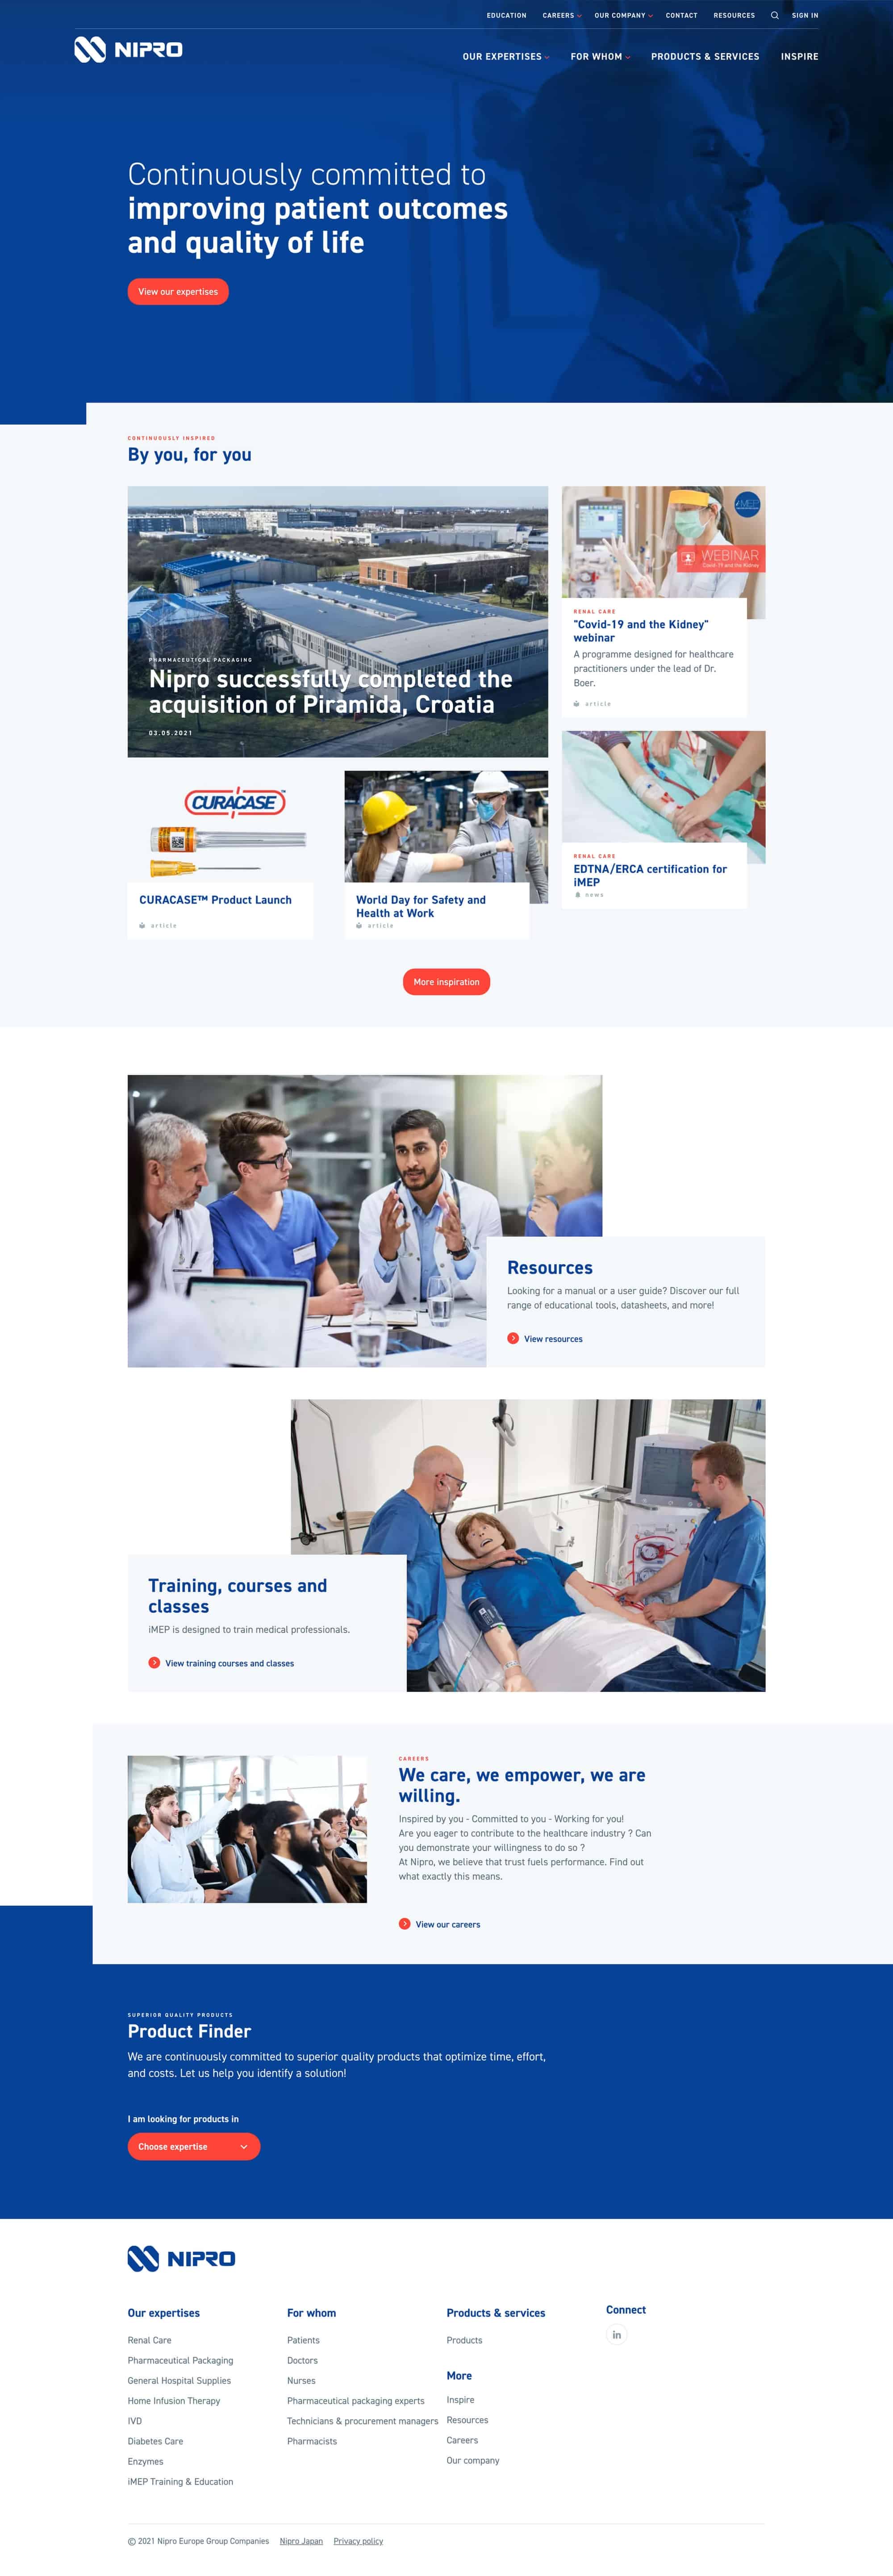 EDUCATION CAREERS OUR COMPANY CONTACT RESOURCES SIGN IN
NIPRO
OUR EXPERTISES FOR WHOM PRODUCTS & SERVICES INSPIRE
Continuously committed to
improving patient outcomes
and quality of life
View our expertises
CONTINUOUSLY INSPIRED
By you, for you
PHARMACEUTICAL PACKAGING
Nipro successfully completed the
acquisition of Piramida, Croatia
03.05.2021
WEBINAR
Covid-19 and the Kidney
RENAL CARE
"Covid-19 and the Kidney"
webinar
A programme designed for healthcare
practitioners under the lead of Dr.
Boer.
article
CURACASE™
CURACASE™ Product Launch
article
World Day for Safety and
Health at Work
article
RENAL CARE
EDTNA/ERCA certification for
iMEP
news
More inspiration
Resources
Looking for a manual or a user guide? Discover our full
range of educational tools, datasheets, and more!
View resources
Training, courses and
classes
iMEP is designed to train medical professionals.
View training courses and classes
CAREERS
We care, we empower, we are
willing.
Inspired by you - Committed to you - Working for you!
Are you eager to contribute to the healthcare industry ? Can
you demonstrate your willingness to do so ?
At Nipro, we believe that trust fuels performance. Find out
what exactly this means.
View our careers
SUPERIOR QUALITY PRODUCTS
Product Finder
We are continuously committed to superior quality products that optimize time, effort,
and costs. Let us help you identify a solution!
I am looking for products in
Choose expertise
NIPRO
Our expertises
Renal Care
Pharmaceutical Packaging
General Hospital Supplies
Home Infusion Therapy
IVD
Diabetes Care
Enzymes
iMEP Training & Education
For whom
Patients
Doctors
Nurses
Pharmaceutical packaging experts
Technicians & procurement managers
Pharmacists
Products & services
Products
More
Inspire
Resources
Careers
Our company
Connect
in
© 2021 Nipro Europe Group Companies Nipro Japan Privacy policy